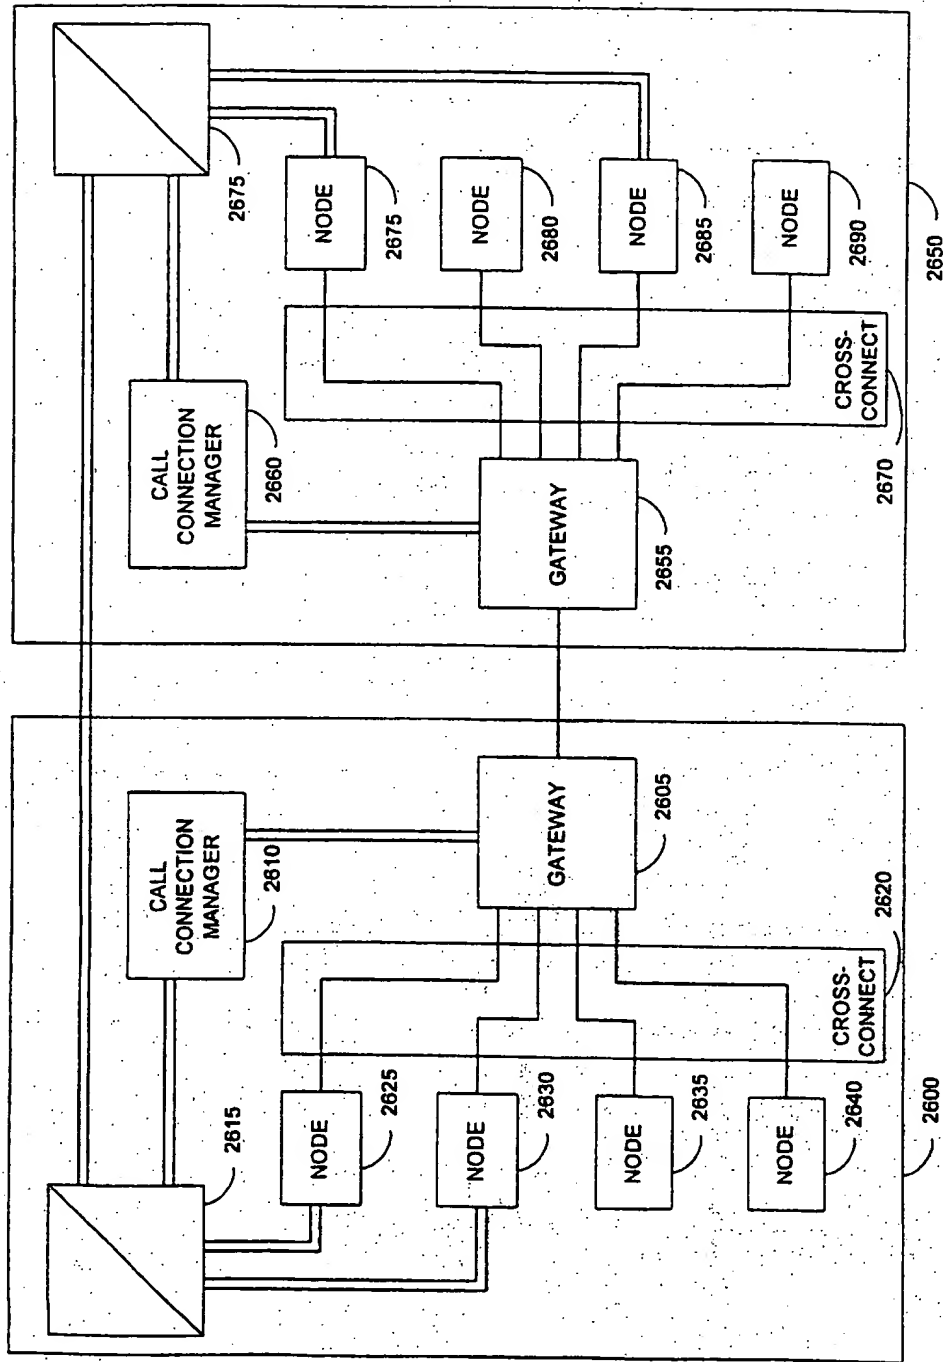 2615
CALL
CONNECTION
MANAGER
2610
NODE
2625
NODE
2630
NODE
2635
NODE
2640
GATEWAY
2605
CROSS-
CONNECT
2620
2600
CALL
CONNECTION
MANAGER
2660
2675
GATEWAY
2655
NODE
2675
NODE
2680
NODE
2685
NODE
2690
CROSS-
CONNECT
2670
2650